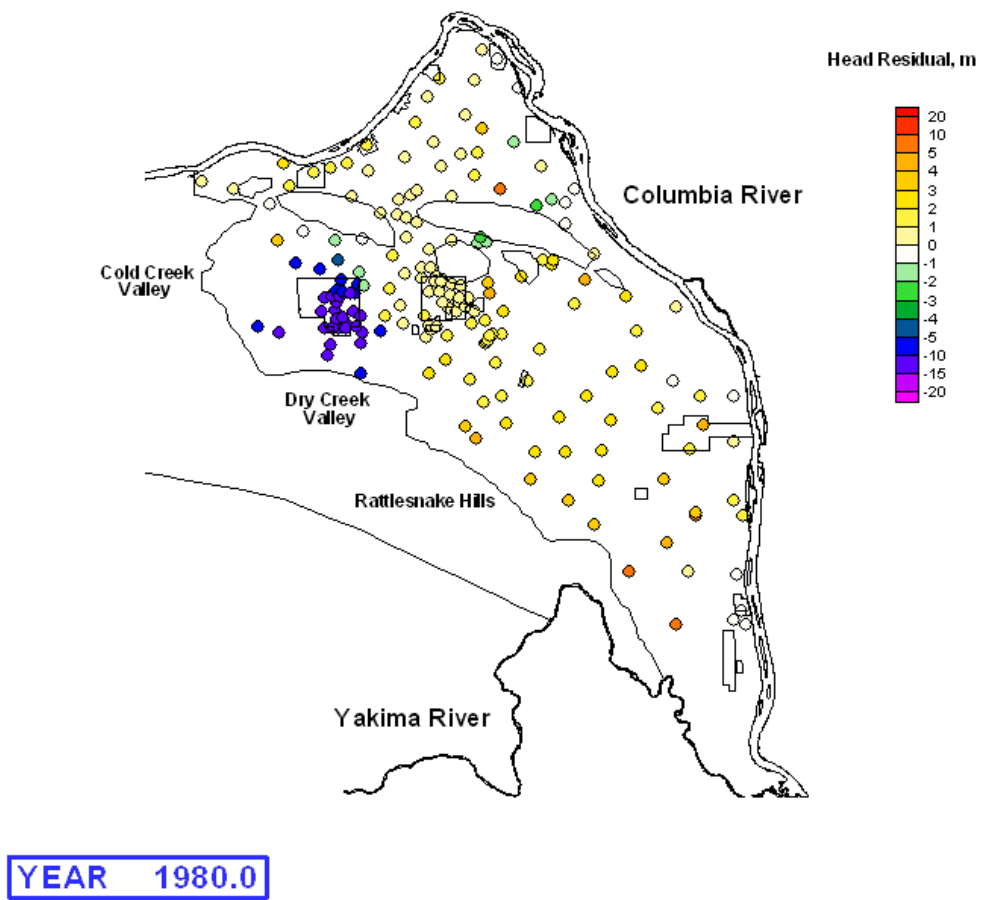 Head Residual, m
20
10
5
4
3
2
1
0
-1
-2
-3
-4
-5
-10
-15
-20
Columbia River
Cold Creek
Valley
Dry Creek
Valley
Rattlesnake Hills
Yakima River
YEAR 1980.0